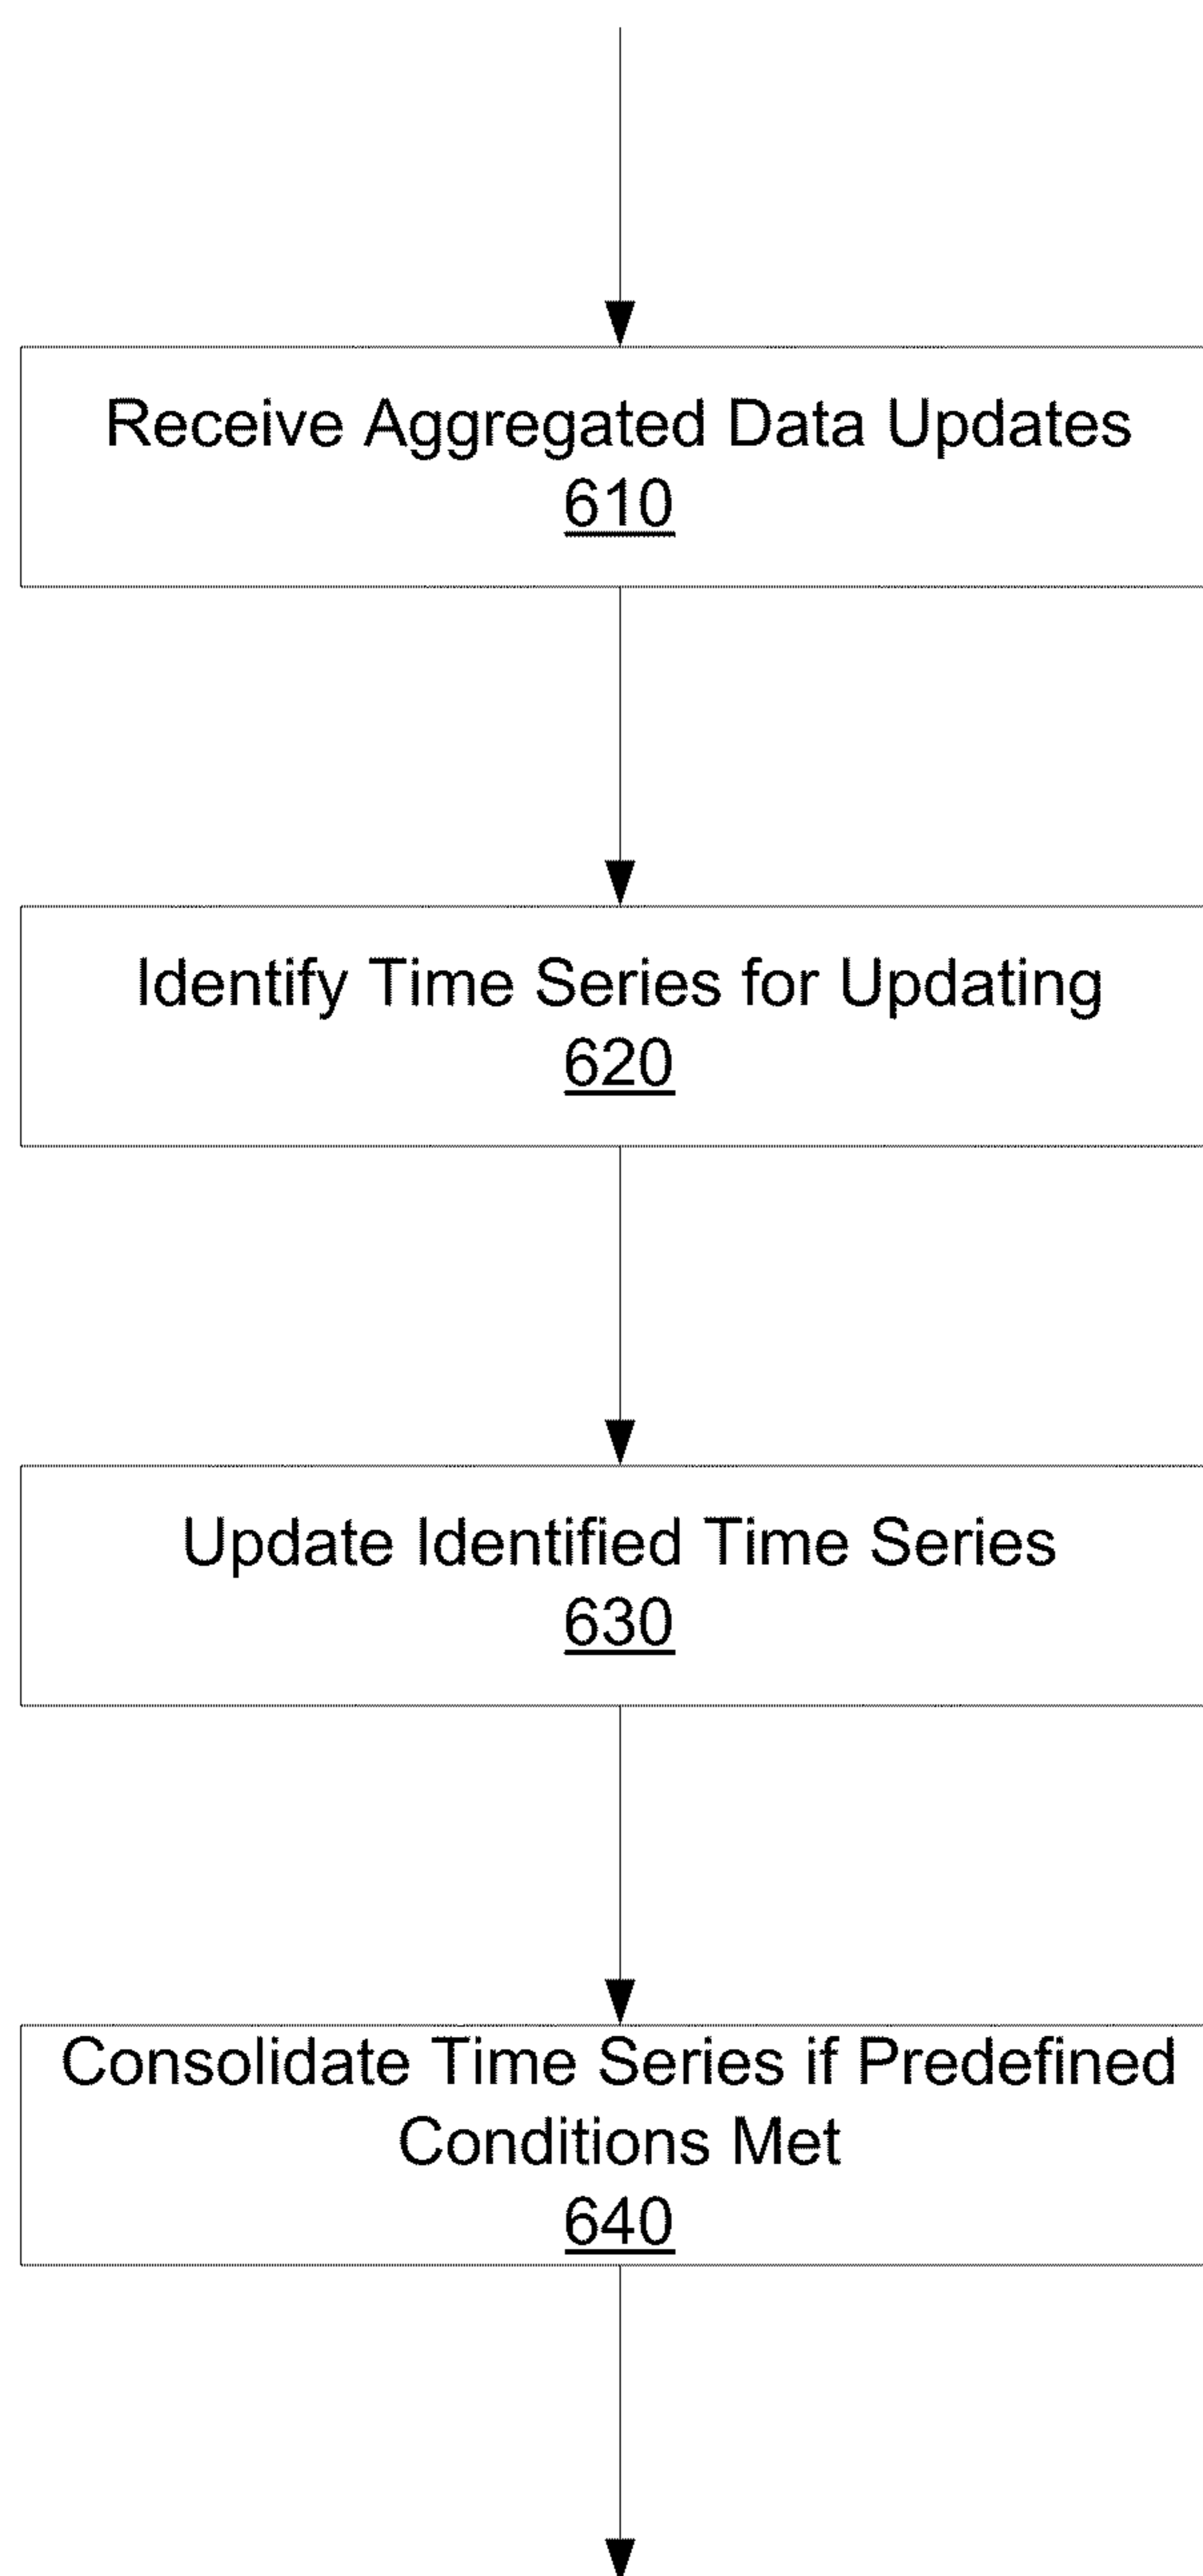 Receive Aggregated Data Updates
610
Identify Time Series for Updating
620
Update Identified Time Series
630
Consolidate Time Series if Predefined
Conditions Met
640